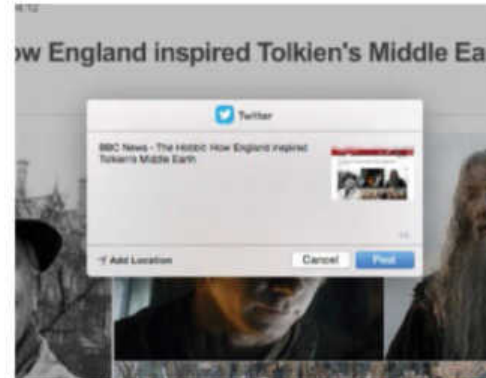 ow England inspired Tolkien's Middle Ea
Twitter
BBC News - The Hobbit: How England inspired
Tolkien's Middle Earth
Add Location
Cancel
Post